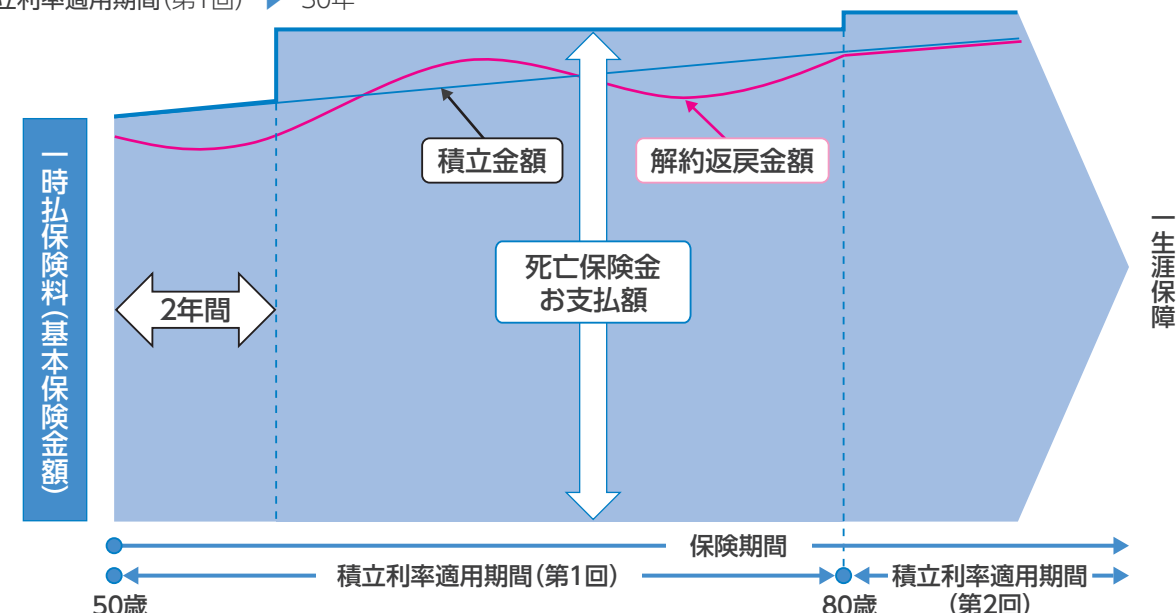 立利率適用期間(第1回) ▶ 30年
積立金額
解約返戻金額
一時払保険料(基本保険金額)
死亡保険金
お支払額
2年間
一生涯保障
保険期間
積立利率適用期間(第1回)
積立利率適用期間
(第2回)
50歳
80歳